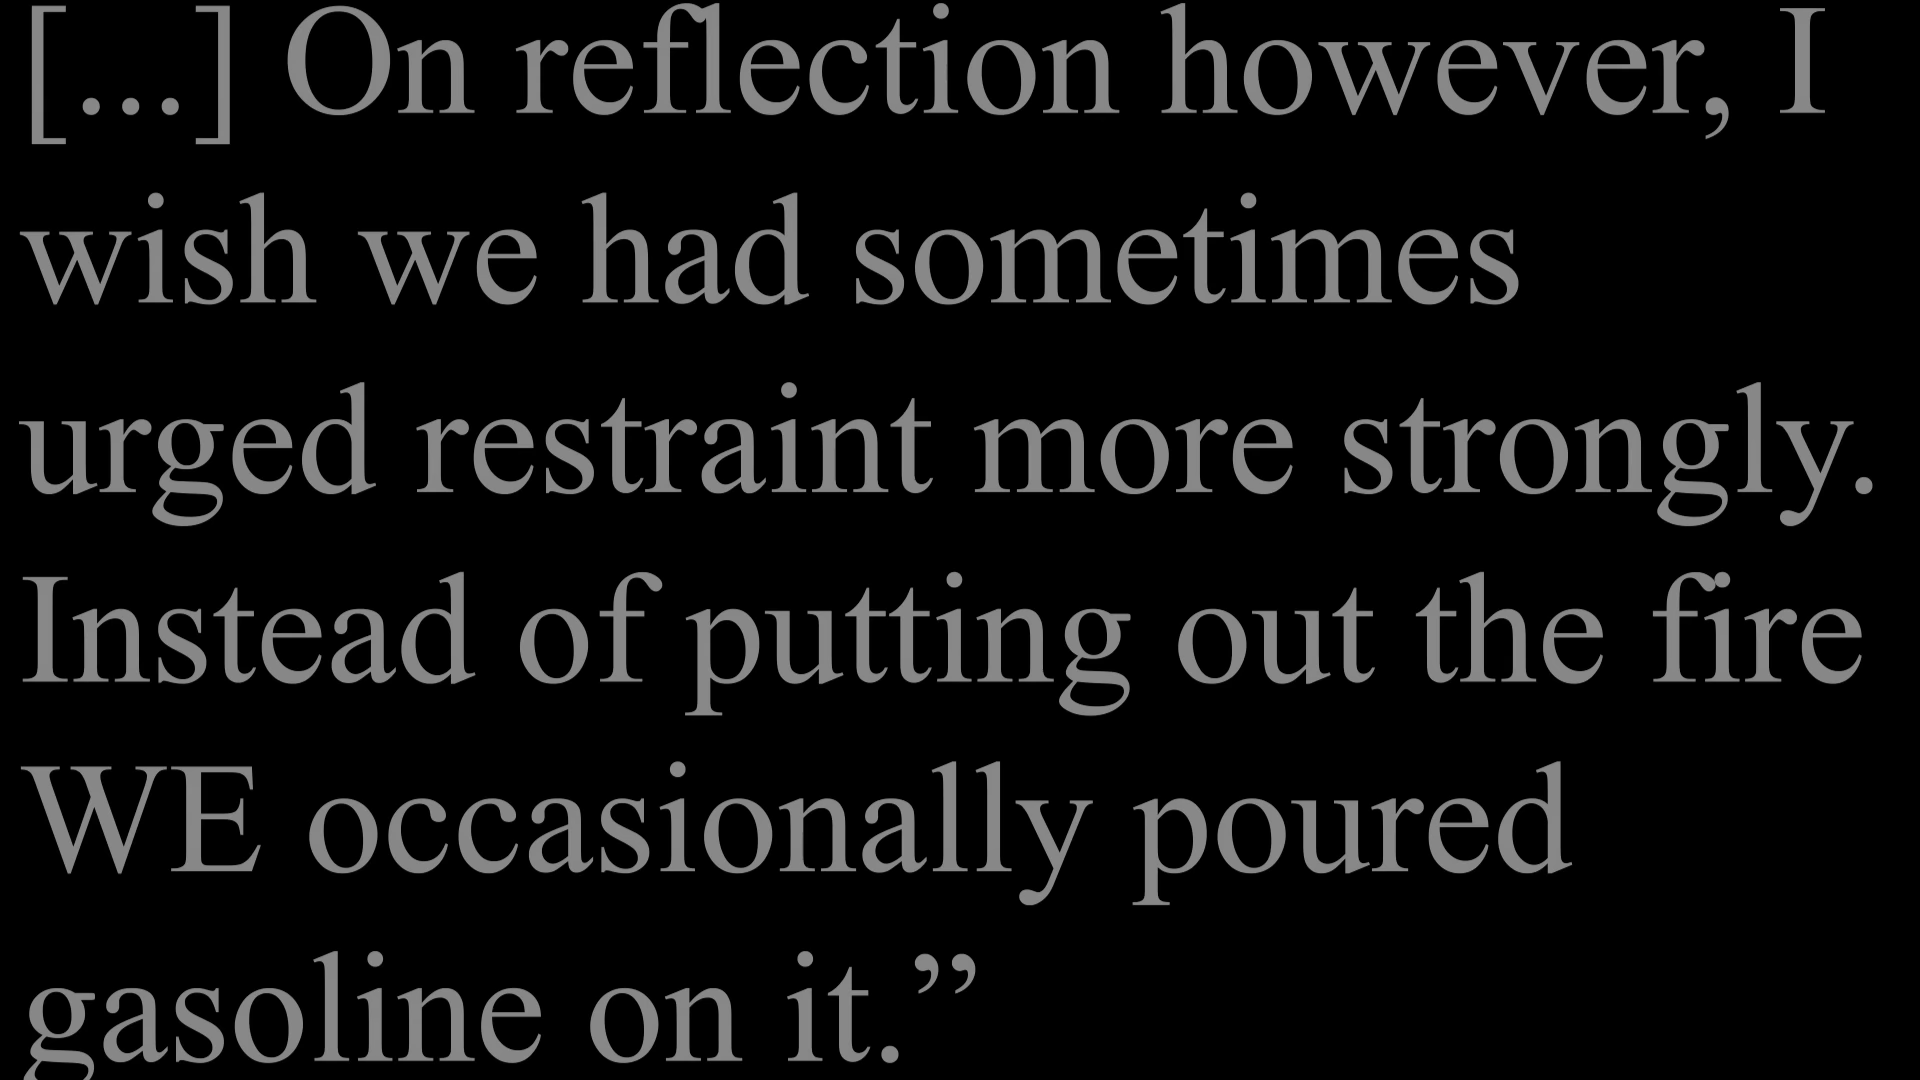 [...] On reflection however, I
wish we had sometimes
urged restraint more strongly.
Instead of putting out the fire
WE occasionally poured
gasoline on it.”